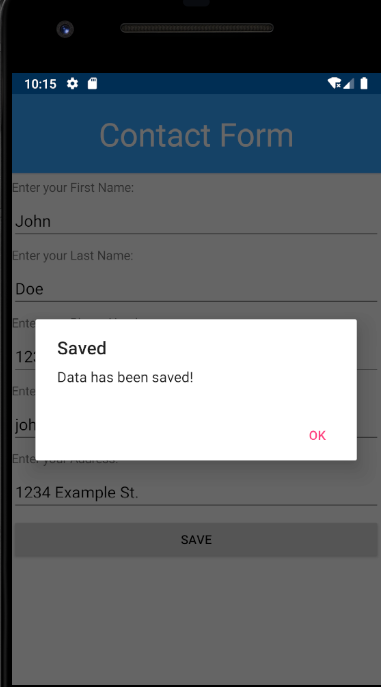 10:15
Contact Form
Enter your First Name:
John
Enter your Last Name:
Doe
Saved
Data has been saved!
OK
Enter your Address:
1234 Example St.
SAVE